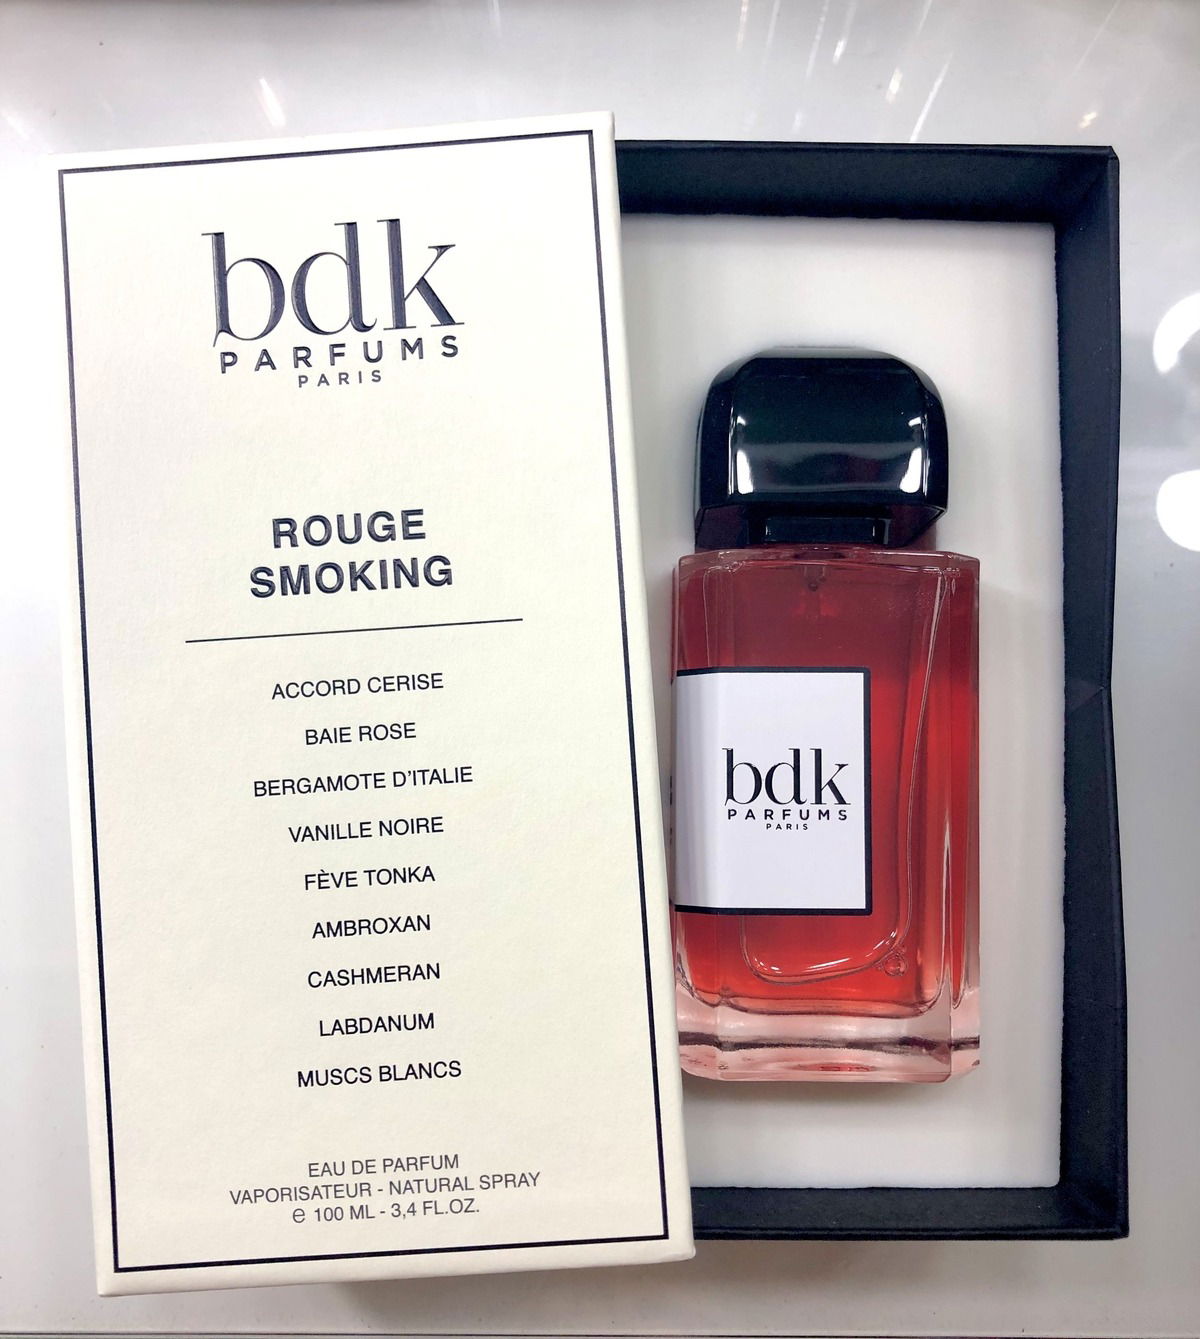 bdk
PARFUMS
PARIS
ROUGE
SMOKING
ACCORD CERISE
BAIE ROSE
BERGAMOTE D'ITALIE
VANILLE NOIRE
FÈVE TONKA
AMBROXAN
CASHMERAN
LABDANUM
MUSCS BLANCS
EAU DE PARFUM
VAPORISATEUR - NATURAL SPRAY
℮ 100 ML - 3,4 FL.OZ.
bdk
PARFUMS
PARIS